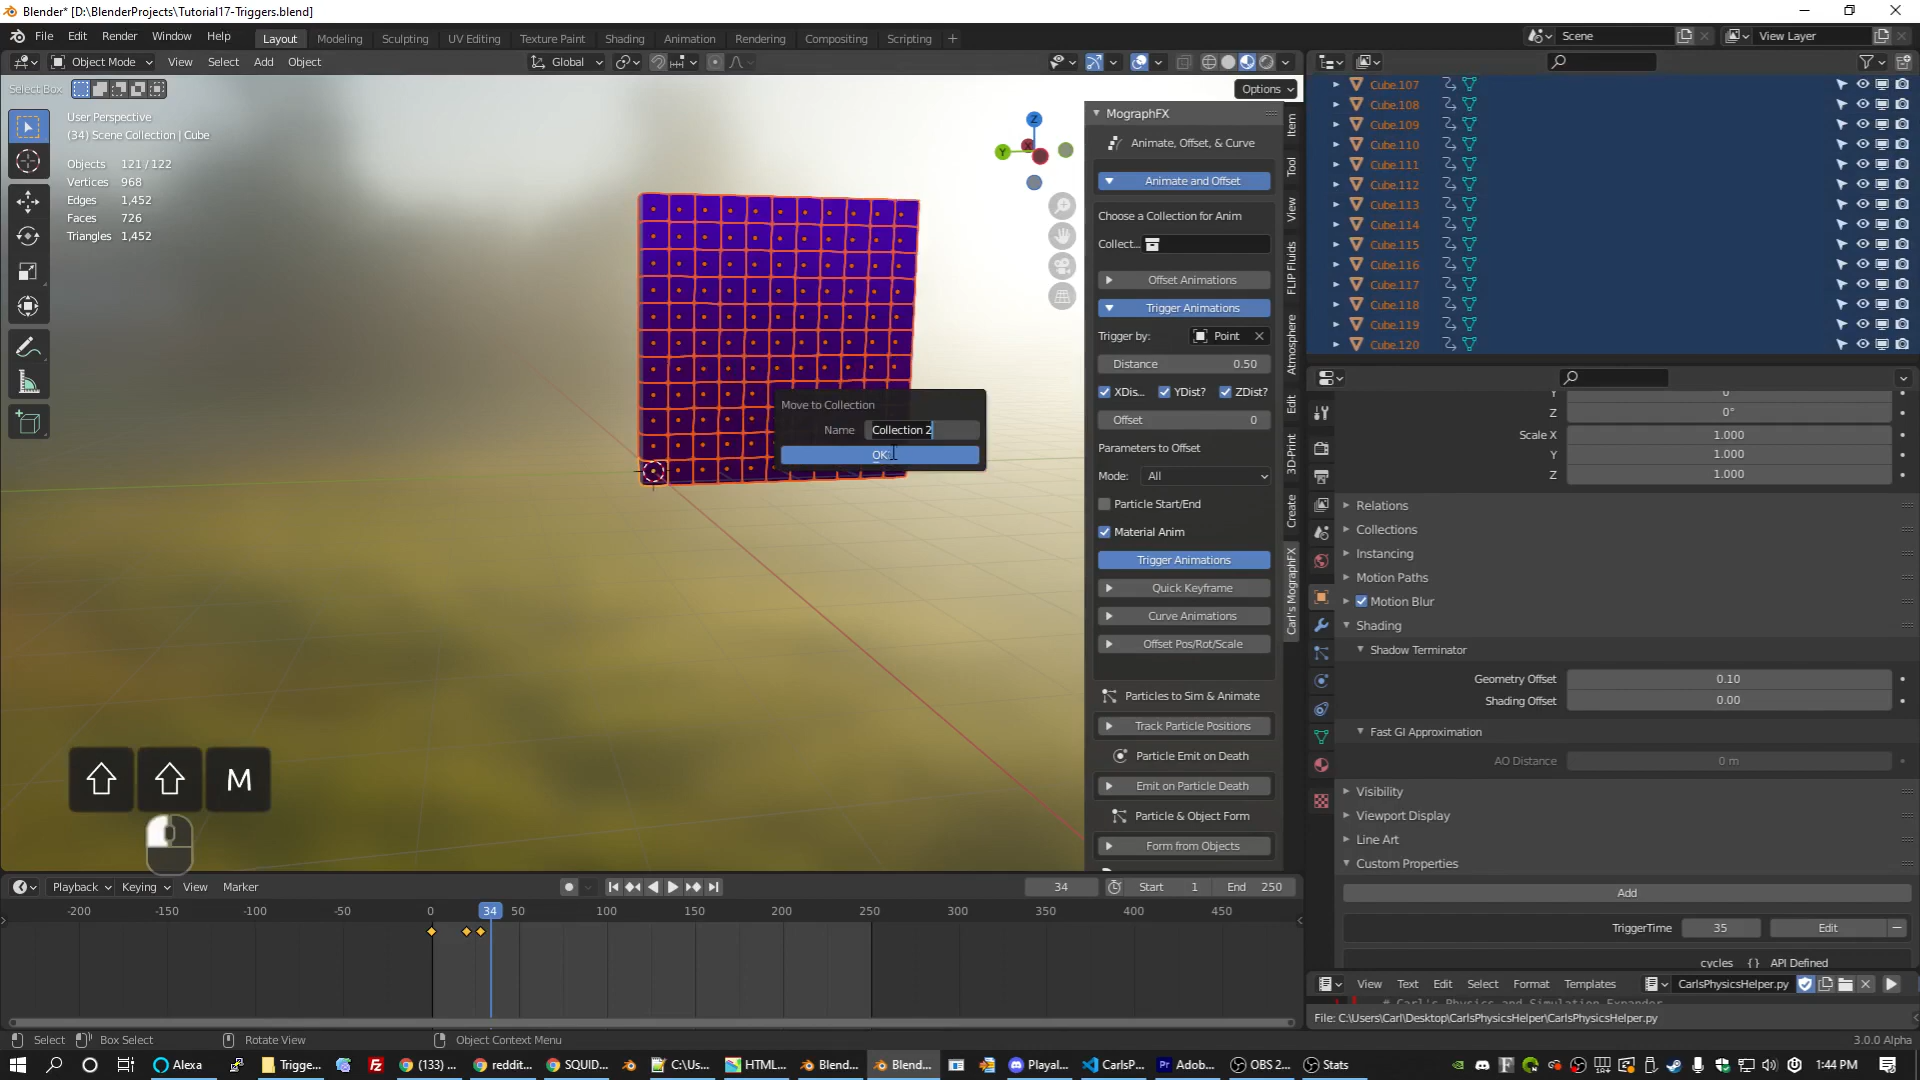 Blender* [D:\BlenderProjects\Tutorial17-Triggers.blend]
File Edit Render Window Help Layout Modeling Sculpting UV Editing Texture Paint Shading Animation Rendering Compositing Scripting + Scene View Layer
Object Mode View Select Add Object Global
Select Box Options
User Perspective
(34) Scene Collection | Cube
Objects 121 / 122
Vertices 968
Edges 1,452
Faces 726
Triangles 1,452
Z
Y
X
Move to Collection
Name Collection 2
OK
MographFX
Animate, Offset, & Curve
Animate and Offset
Choose a Collection for Anim
Collect...
Offset Animations
Trigger Animations
Trigger by: Point
Distance 0.50
XDis... YDist? ZDist?
Offset 0
Parameters to Offset
Mode: All
Particle Start/End
Material Anim
Trigger Animations
Quick Keyframe
Curve Animations
Offset Pos/Rot/Scale
Particles to Sim & Animate
Track Particle Positions
Particle Emit on Death
Emit on Particle Death
Particle & Object Form
Form from Objects
Item
Tool
View
FLIP Fluids
Atmosphere
Edit
3D-Print
Create
Carl's MographFX
Cube.107
Cube.108
Cube.109
Cube.110
Cube.111
Cube.112
Cube.113
Cube.114
Cube.115
Cube.116
Cube.117
Cube.118
Cube.119
Cube.120
Y 0°
Z 0°
Scale X 1.000
Y 1.000
Z 1.000
Relations
Collections
Instancing
Motion Paths
Motion Blur
Shading
Shadow Terminator
Geometry Offset 0.10
Shading Offset 0.00
Fast GI Approximation
AO Distance 0 m
Visibility
Viewport Display
Line Art
Custom Properties
Add
TriggerTime 35 Edit
cycles {} API Defined
View Text Edit Select Format Templates CarlsPhysicsHelper.py
# Carl's Physics and Simulation Expander
File: C:\Users\Carl\Desktop\CarlsPhysicsHelper\CarlsPhysicsHelper.py
M
Playback Keying View Marker 34 Start 1 End 250
-200 -150 -100 -50 0 34 50 100 150 200 250 300 350 400 450
Select Box Select Rotate View Object Context Menu 3.0.0 Alpha
Alexa Trigge... (133) ... reddit... SQUID... C:\Us... HTML... Blend... Blend... Playal... CarlsP... Adob... OBS 2... Stats 1:44 PM